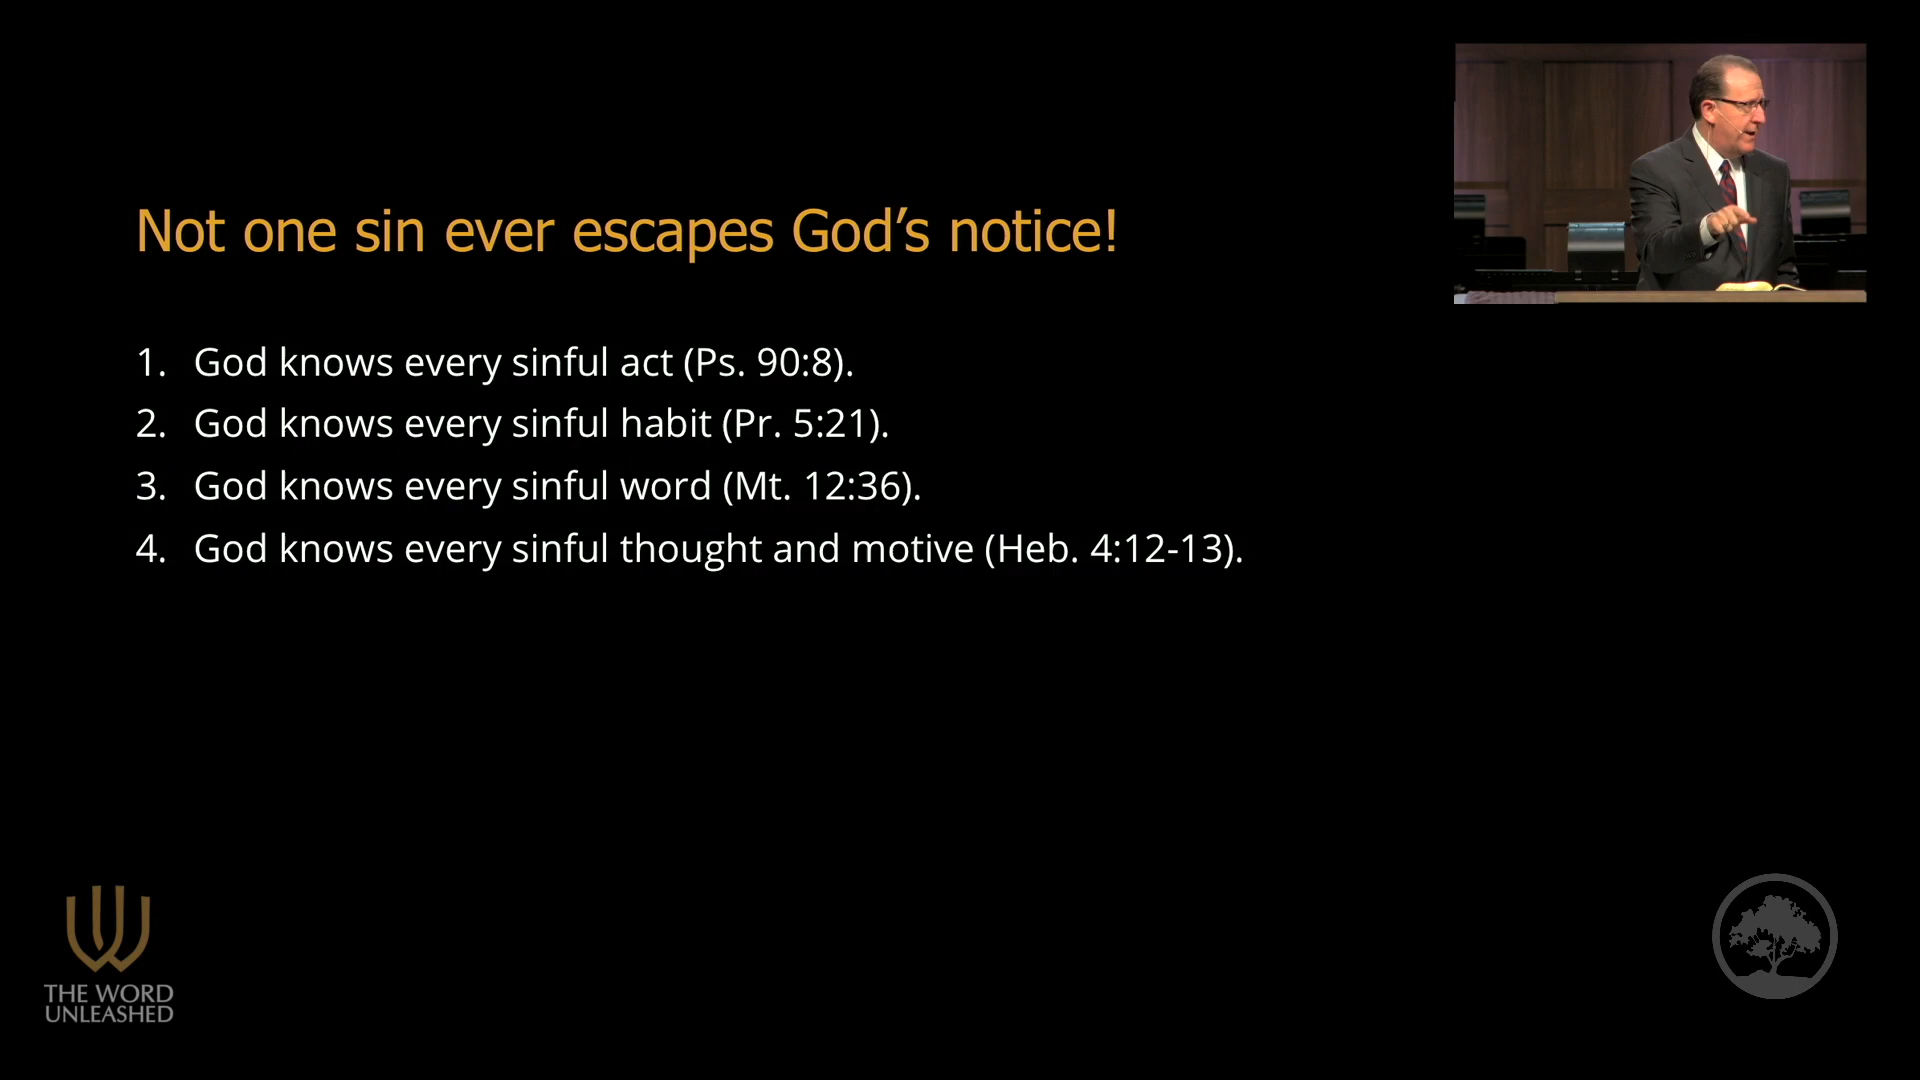 Not one sin ever escapes God’s notice!
1. God knows every sinful act (Ps. 90:8).
2. God knows every sinful habit (Pr. 5:21).
3. God knows every sinful word (Mt. 12:36).
4. God knows every sinful thought and motive (Heb. 4:12-13).
THE WORD
UNLEASHED